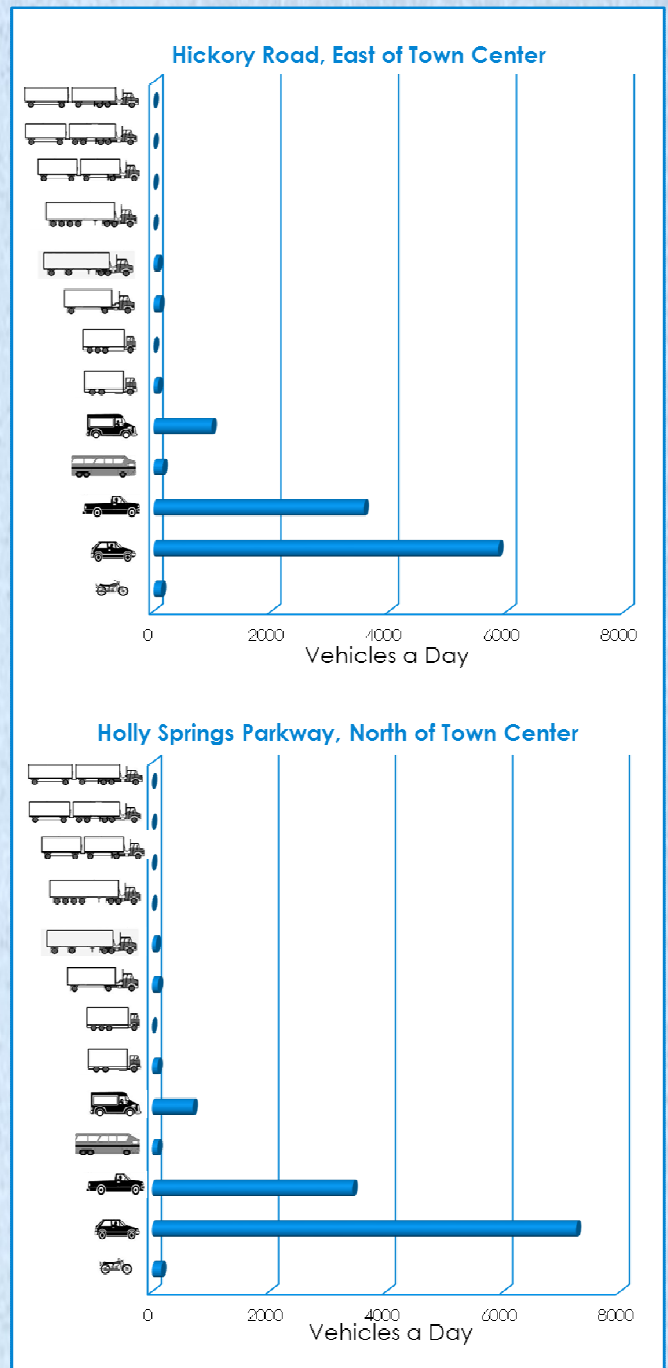 Hickory Road, East of Town Center
0 2000 4000 6000 8000
Vehicles a Day
Holly Springs Parkway, North of Town Center
0 2000 4000 6000 8000
Vehicles a Day